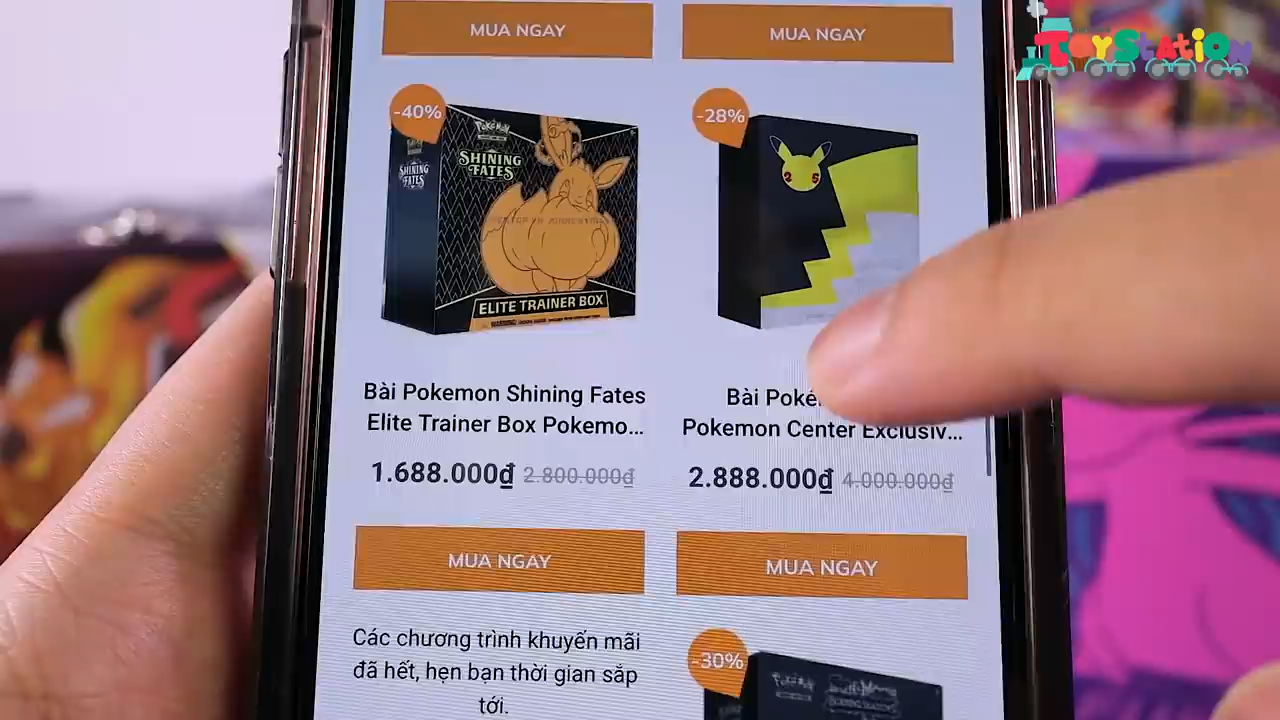 MUA NGAY
MUA NGAY
TOYSTATION
-40%
Pokémon
SHINING
FATES
SHINING
FATES
ELITE TRAINER BOX
-28%
25
Bài Pokemon Shining Fates
Elite Trainer Box Pokemo...
1.688.000₫ 2.800.000₫
Bài Poké
Pokemon Center Exclusiv...
2.888.000₫ 4.000.000₫
MUA NGAY
MUA NGAY
Các chương trình khuyến mãi
đã hết, hẹn bạn thời gian sắp
tới.
-30%
Pokémon